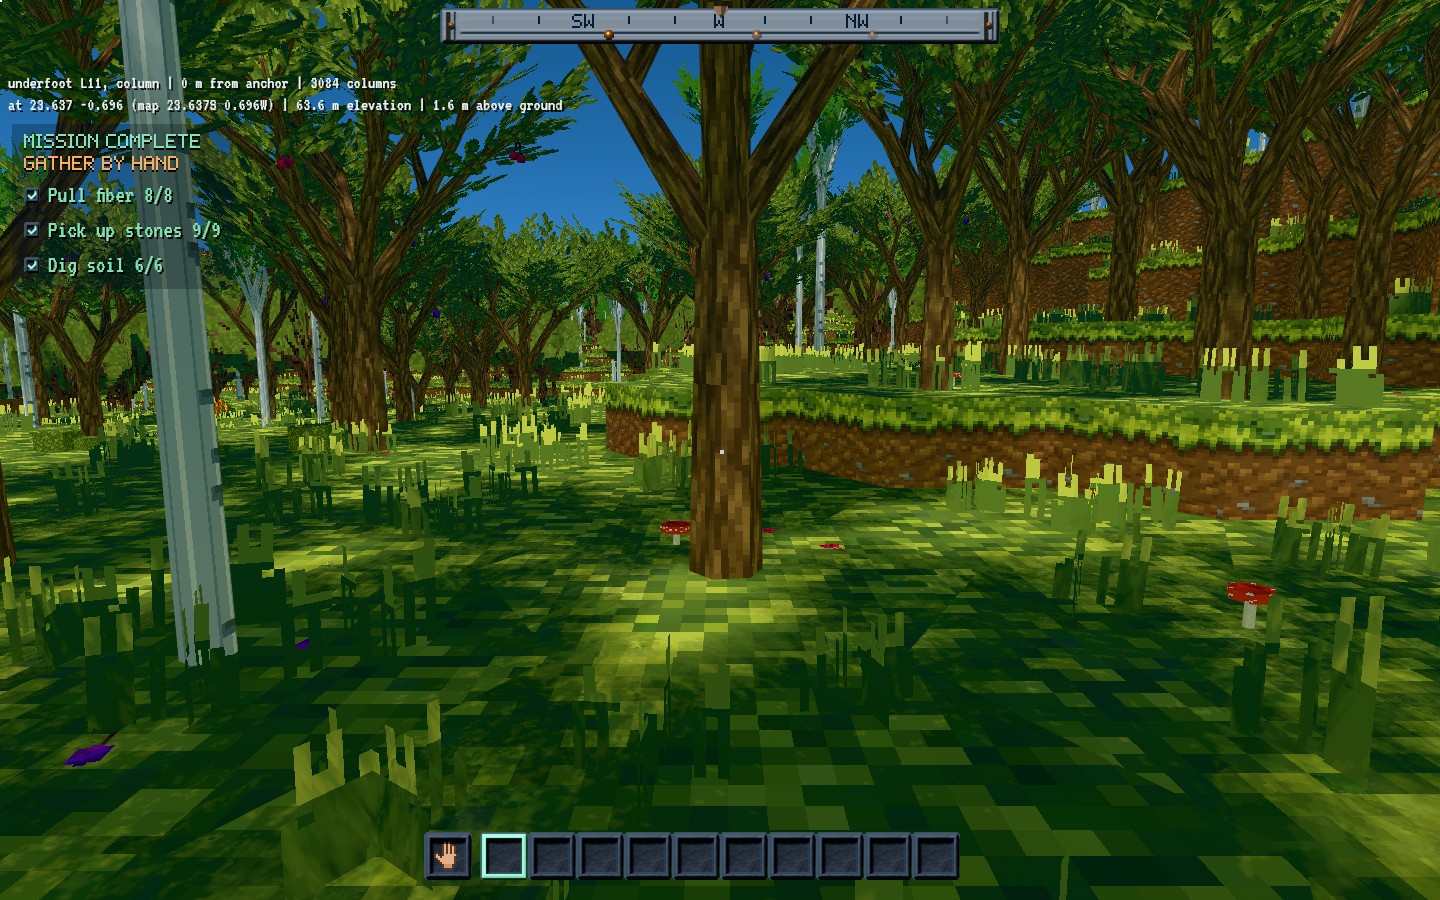 SW W NW
underfoot L11, column | 0 m from anchor | 3084 columns
at 23.637 -0.696 (map 23.637S 0.696W) | 63.6 m elevation | 1.6 m above ground
MISSION COMPLETE
GATHER BY HAND
Pull fiber 8/8
Pick up stones 9/9
Dig soil 6/6